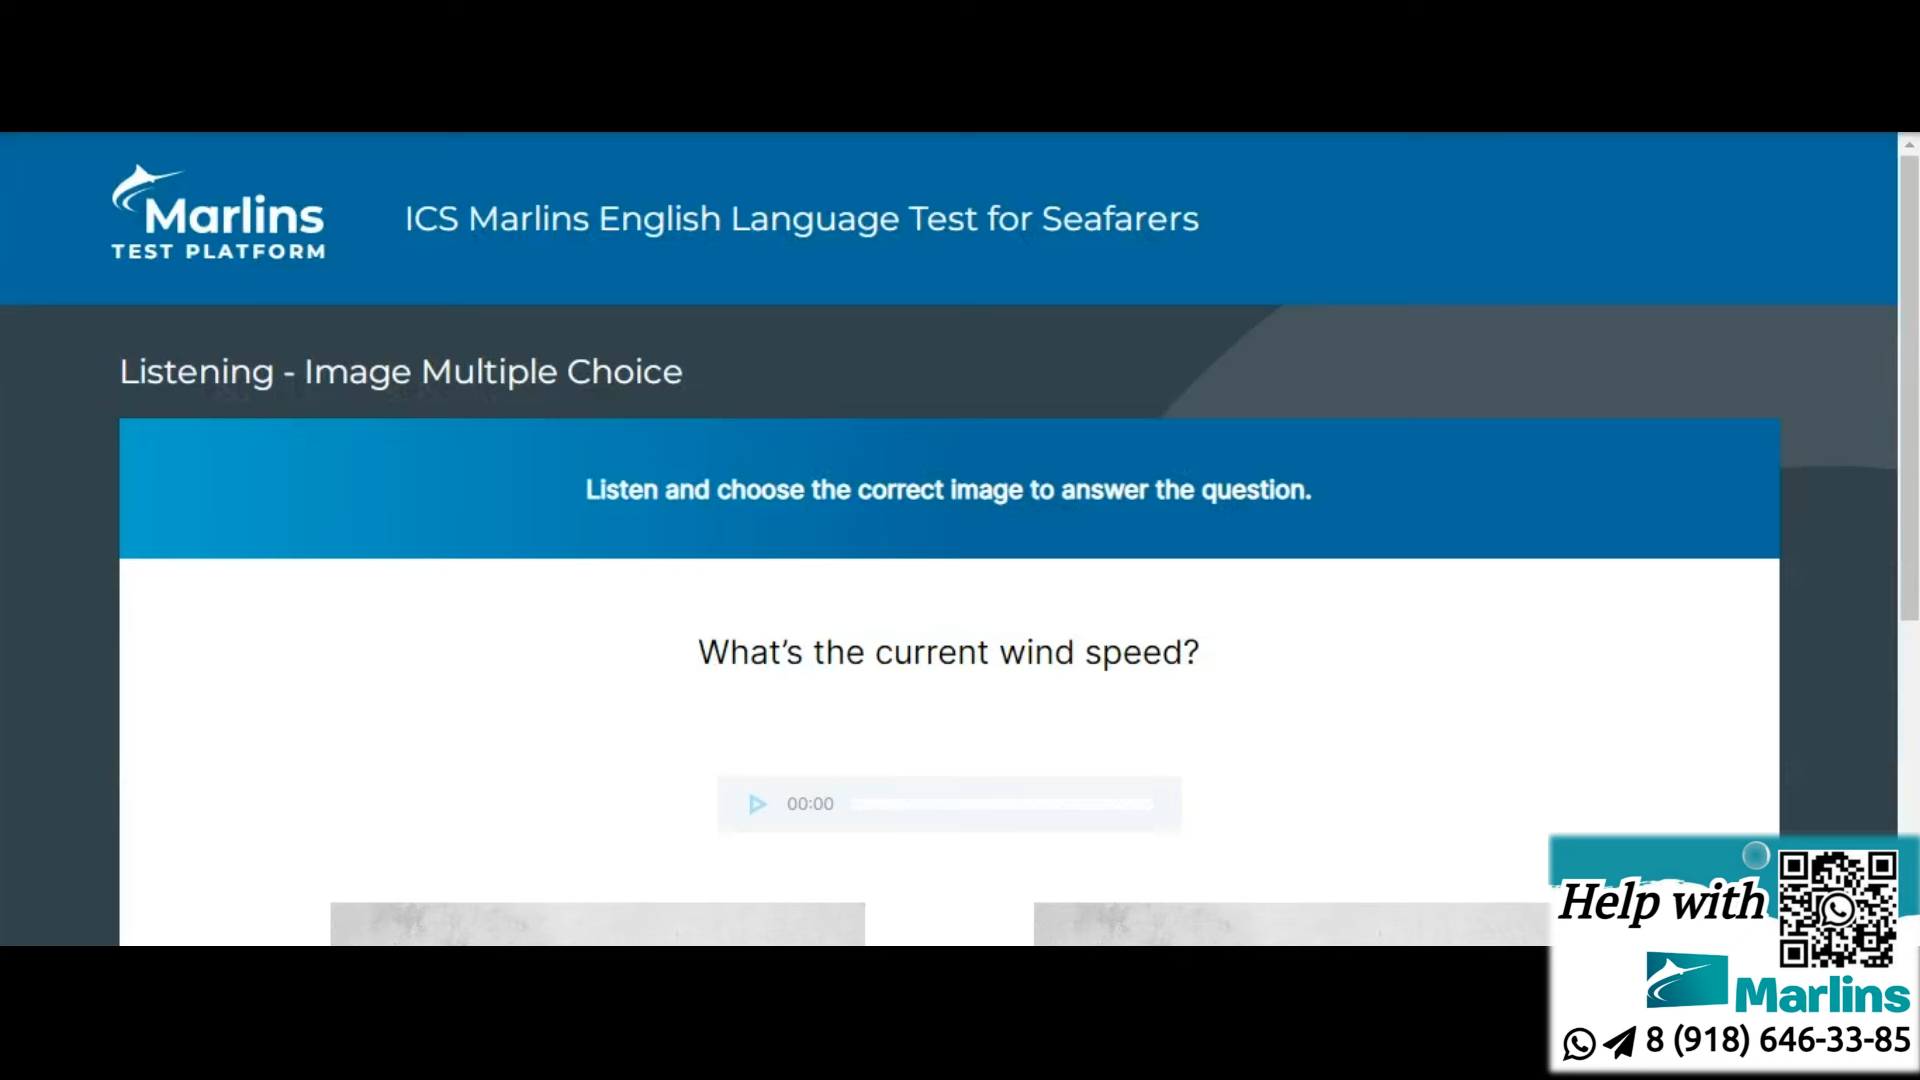 Marlins
TEST PLATFORM
ICS Marlins English Language Test for Seafarers
Listening - Image Multiple Choice
Listen and choose the correct image to answer the question.
What's the current wind speed?
00:00
Help with
Marlins
8 (918) 646-33-85